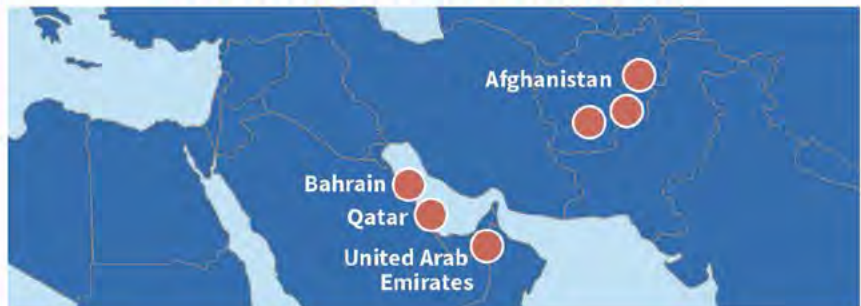 Afghanistan
Bahrain
Qatar
United Arab
Emirates